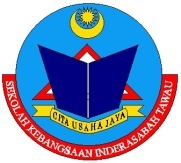 CITA USAHA JAYA
SEKOLAH KEBANGSAAN INDERASABAH TAWAU